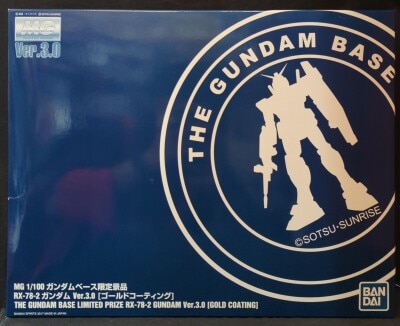 MG
Ver.3.0
THE GUNDAM BASE
©SOTSU・SUNRISE
MG 1/100 ガンダムベース限定景品
RX-78-2 ガンダム Ver.3.0 [ゴールドコーティング]
THE GUNDAM BASE LIMITED PRIZE RX-78-2 GUNDAM Ver.3.0 [GOLD COATING]
BAN
DAI